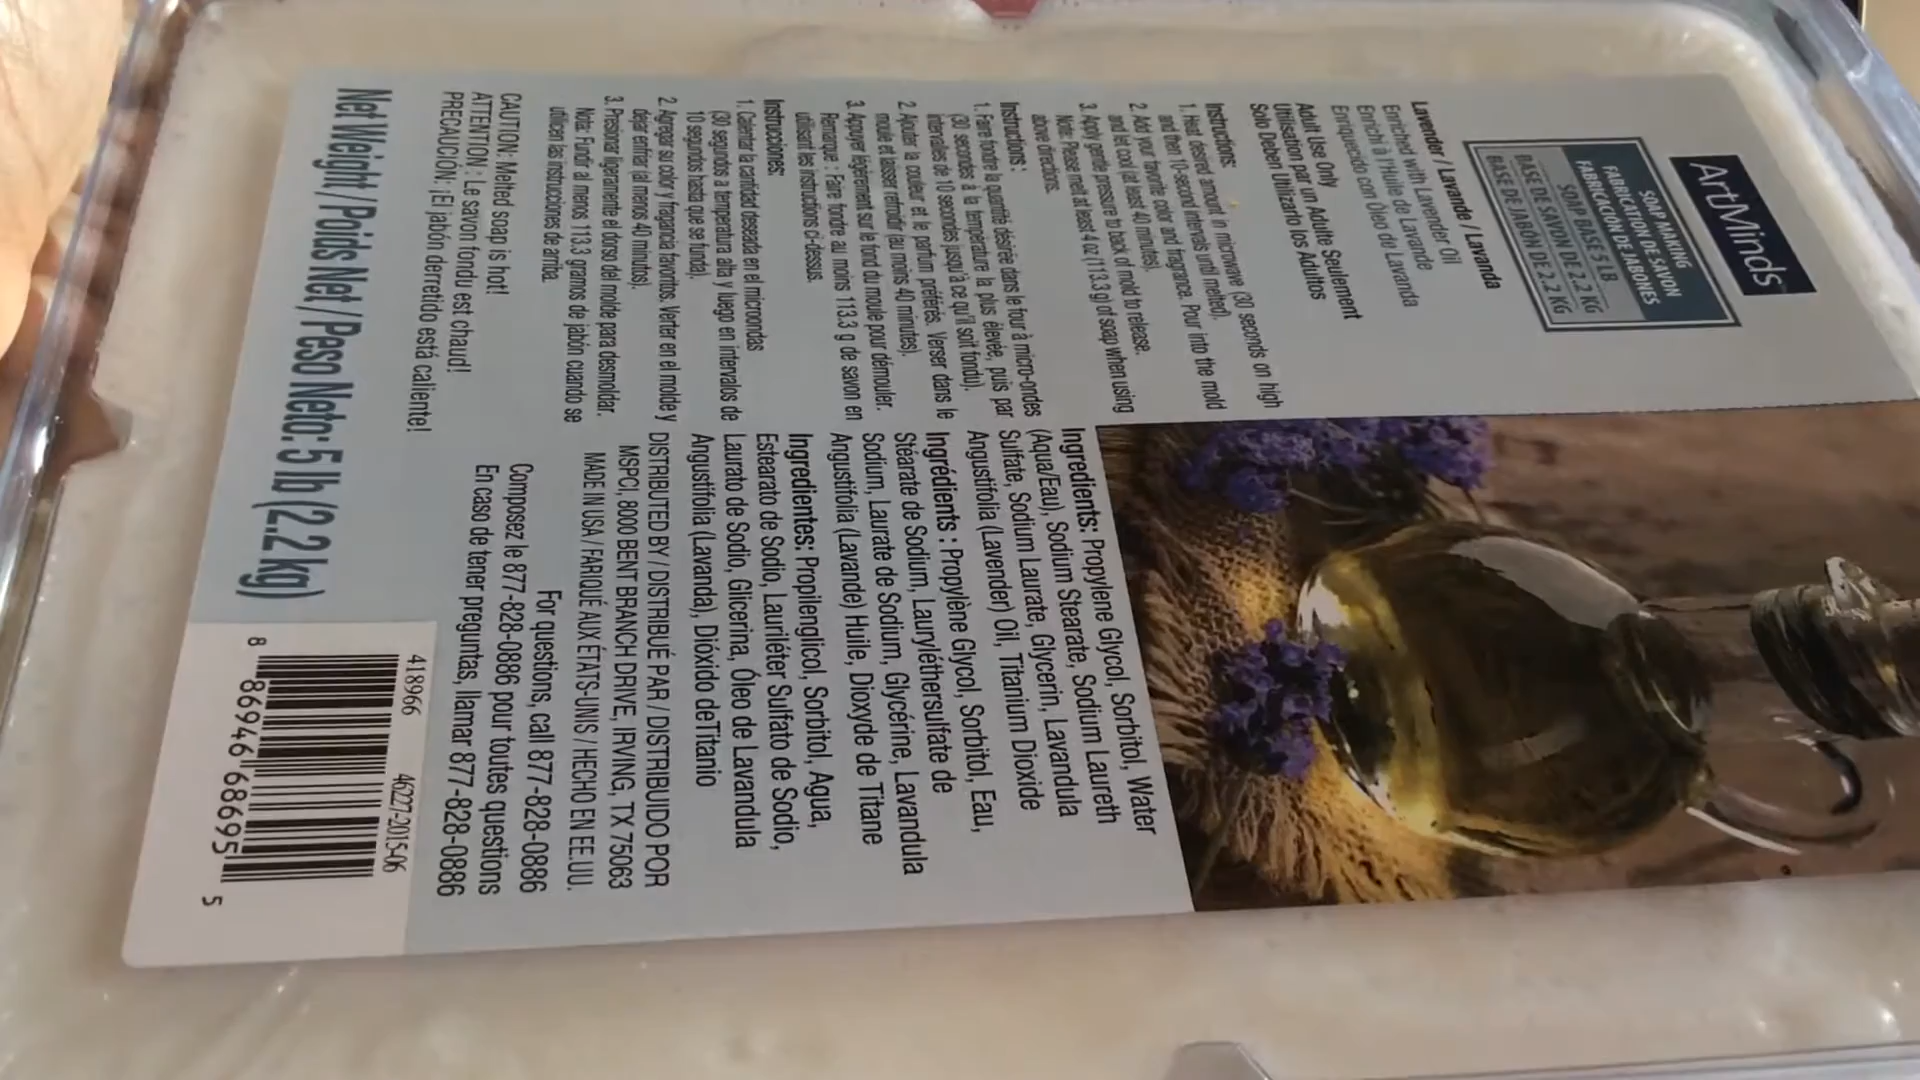 ArtMinds
SOAP MAKING
FABRICATION DE SAVON
FABRICACIÓN DE JABONES
SOAP BASE 5 LB
BASE DE SAVON DE 2,2 KG
BASE DE JABÓN DE 2,2 KG
Lavender / Lavande / Lavanda
Enriched with Lavender Oil
Enrichi à l'Huile de Lavande
Enriquecido con Óleo de Lavanda
Adult Use Only
Utilisation par un Adulte Seulement
Solo Deben Utilizarlo los Adultos
Instructions:
1. Heat desired amount in microwave (30 seconds on high
and then 10-second intervals until melted).
2. Add your favorite color and fragrance. Pour into the mold
and let cool (at least 40 minutes).
3. Apply gentle pressure to back of mold to release.
Note: Please melt at least 4 oz (113.3 g) of soap when using
above directions.
Instructions :
1. Faire fondre la quantité désirée dans le four à micro-ondes
(30 secondes à la température la plus élevée, puis par
intervalles de 10 secondes jusqu'à ce qu'il soit fondu).
2. Ajouter la couleur et le parfum préférés. Verser dans le
moule et laisser refroidir (au moins 40 minutes).
3. Appuyer légèrement sur le fond du moule pour démouler.
Remarque : Faire fondre au moins 113.3 g de savon en
utilisant les instructions ci-dessus.
Instrucciones:
1. Calentar la cantidad deseada en el microondas
(30 segundos a temperatura alta y luego en intervalos de
10 segundos hasta que se funda).
2. Agregar su color y fragancia favoritos. Verter en el molde y
dejar enfriar (al menos 40 minutos).
3. Presionar ligeramente el dorso del molde para desmoldar.
Nota: Fundir al menos 113.3 gramos de jabón cuando se
utilicen las instrucciones de arriba.
CAUTION: Melted soap is hot!
ATTENTION : Le savon fondu est chaud!
PRECAUCIÓN: ¡El jabón derretido está caliente!
Net Weight / Poids Net / Peso Neto: 5 lb (2.2 kg)
Ingredients: Propylene Glycol, Sorbitol, Water
(Aqua/Eau), Sodium Stearate, Sodium Laureth
Sulfate, Sodium Laurate, Glycerin, Lavandula
Angustifolia (Lavender) Oil, Titanium Dioxide
Ingrédients : Propylène Glycol, Sorbitol, Eau,
Stéarate de Sodium, Lauryléthersulfate de
Sodium, Laurate de Sodium, Glycérine, Lavandula
Angustifolia (Lavande) Huile, Dioxyde de Titane
Ingredientes: Propilenglicol, Sorbitol, Agua,
Estearato de Sodio, Lauriléter Sulfato de Sodio,
Laurato de Sodio, Glicerina, Óleo de Lavandula
Angustifolia (Lavanda), Dióxido deTitanio
DISTRIBUTED BY / DISTRIBUÉ PAR / DISTRIBUIDO POR
MSPCI, 8000 BENT BRANCH DRIVE, IRVING, TX 75063
MADE IN USA / FARIQUÉ AUX ÉTATS-UNIS / HECHO EN EE.UU.
For questions, call 877-828-0886
Composez le 877-828-0886 pour toutes questions
En caso de tener preguntas, llamar 877-828-0886
418966 46227-2015-06
8 86946 68695 5